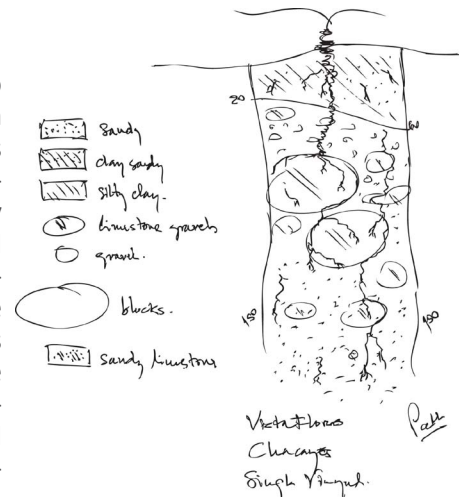 Sandy
clay sandy
silty clay.
limestone gravels
gravel.
blocks.
sandy limestone
20
60
150
150
Vista Flores
Chacayes
Single Vineyard.